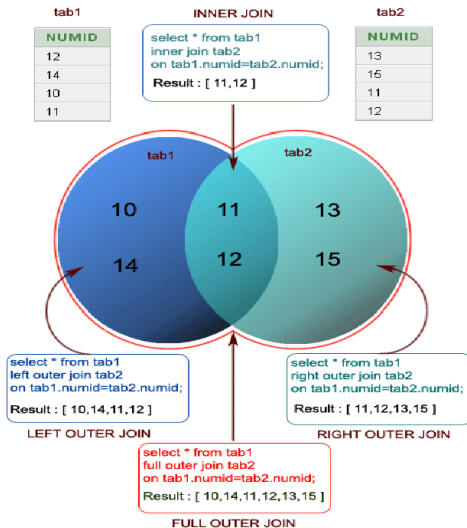 tab1
INNER JOIN
tab2
NUMID
12
14
10
11
select * from tab1
inner join tab2
on tab1.numid=tab2.numid;
Result : [ 11,12 ]
NUMID
13
15
11
12
tab1
tab2
10
11
13
14
12
15
select * from tab1
left outer join tab2
on tab1.numid=tab2.numid;
Result : [ 10,14,11,12 ]
LEFT OUTER JOIN
select * from tab1
right outer join tab2
on tab1.numid=tab2.numid;
Result : [ 11,12,13,15 ]
RIGHT OUTER JOIN
select * from tab1
full outer join tab2
on tab1.numid=tab2.numid;
Result : [ 10,14,11,12,13,15 ]
FULL OUTER JOIN